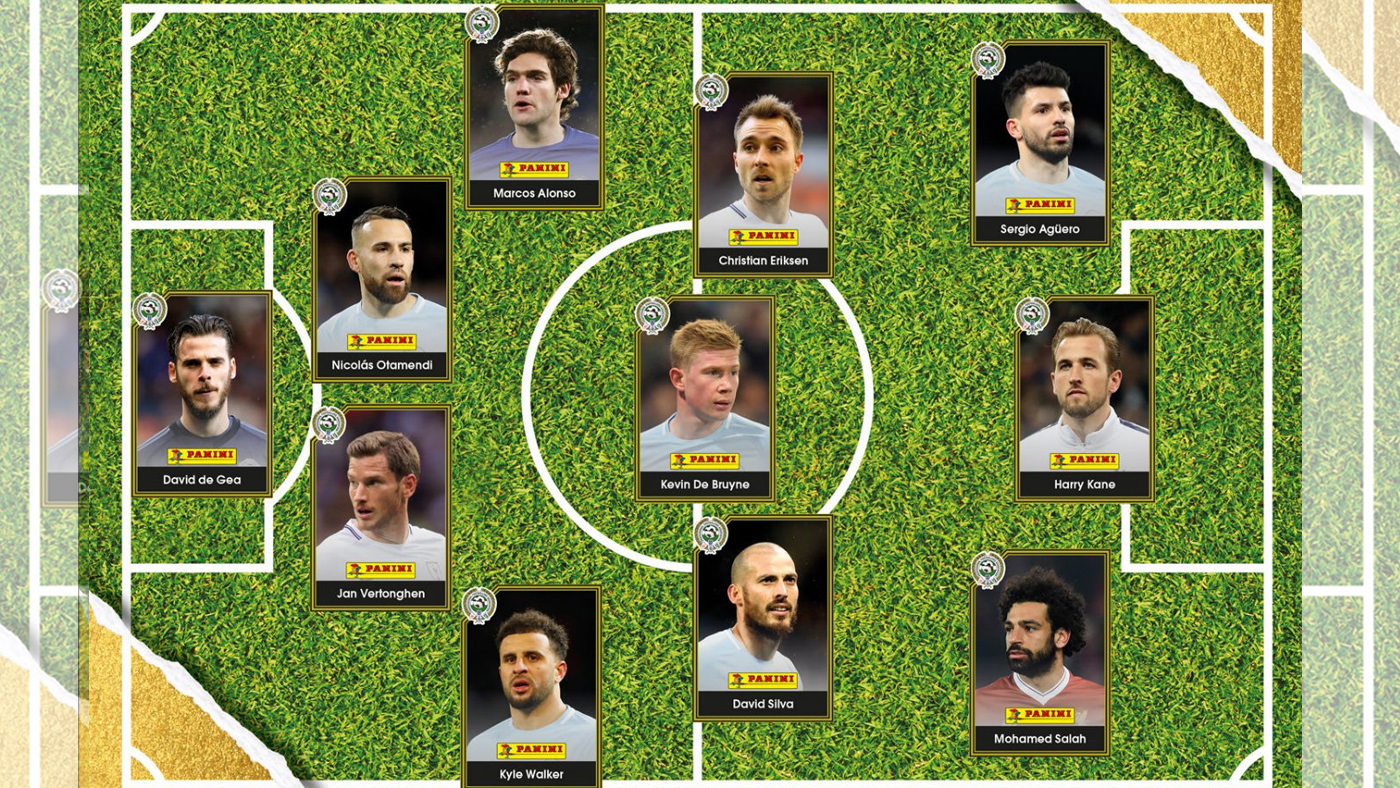 PANINI
Marcos Alonso
PANINI
Christian Eriksen
PANINI
Sergio Agüero
PANINI
Nicolás Otamendi
PANINI
David de Gea
PANINI
Kevin De Bruyne
PANINI
Harry Kane
PANINI
Jan Vertonghen
PANINI
David Silva
PANINI
Mohamed Salah
PANINI
Kyle Walker